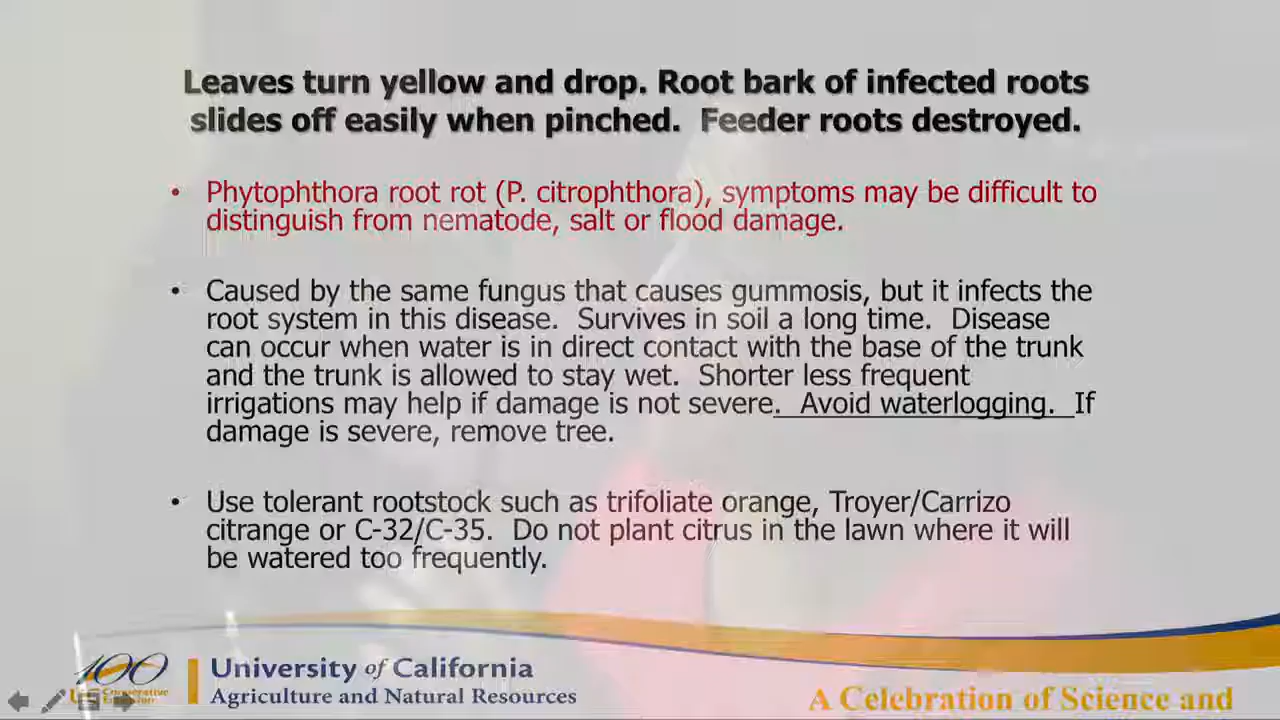 Leaves turn yellow and drop. Root bark of infected roots
slides off easily when pinched.  Feeder roots destroyed.
• Phytophthora root rot (P. citrophthora), symptoms may be difficult to
distinguish from nematode, salt or flood damage.
• Caused by the same fungus that causes gummosis, but it infects the
root system in this disease.  Survives in soil a long time.  Disease
can occur when water is in direct contact with the base of the trunk
and the trunk is allowed to stay wet.  Shorter less frequent
irrigations may help if damage is not severe.  Avoid waterlogging.  If
damage is severe, remove tree.
• Use tolerant rootstock such as trifoliate orange, Troyer/Carrizo
citrange or C-32/C-35.  Do not plant citrus in the lawn where it will
be watered too frequently.
100
Cooperative
Extension
University of California
Agriculture and Natural Resources
A Celebration of Science and